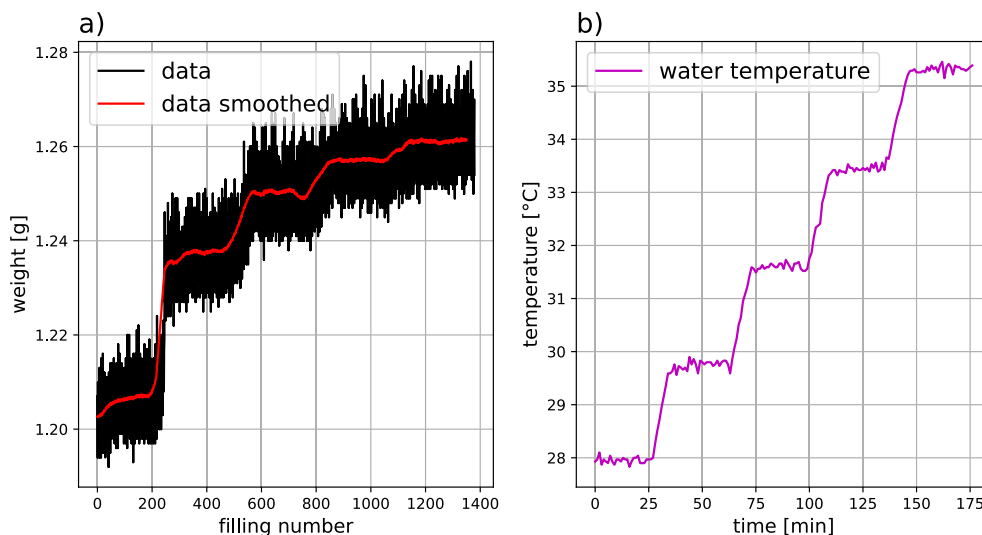 a)
data
data smoothed
1.28
1.26
1.24
1.22
1.20
weight [g]
0 200 400 600 800 1000 1200 1400
filling number
b)
water temperature
35
34
33
32
31
30
29
28
temperature [°C]
0 25 50 75 100 125 150 175
time [min]